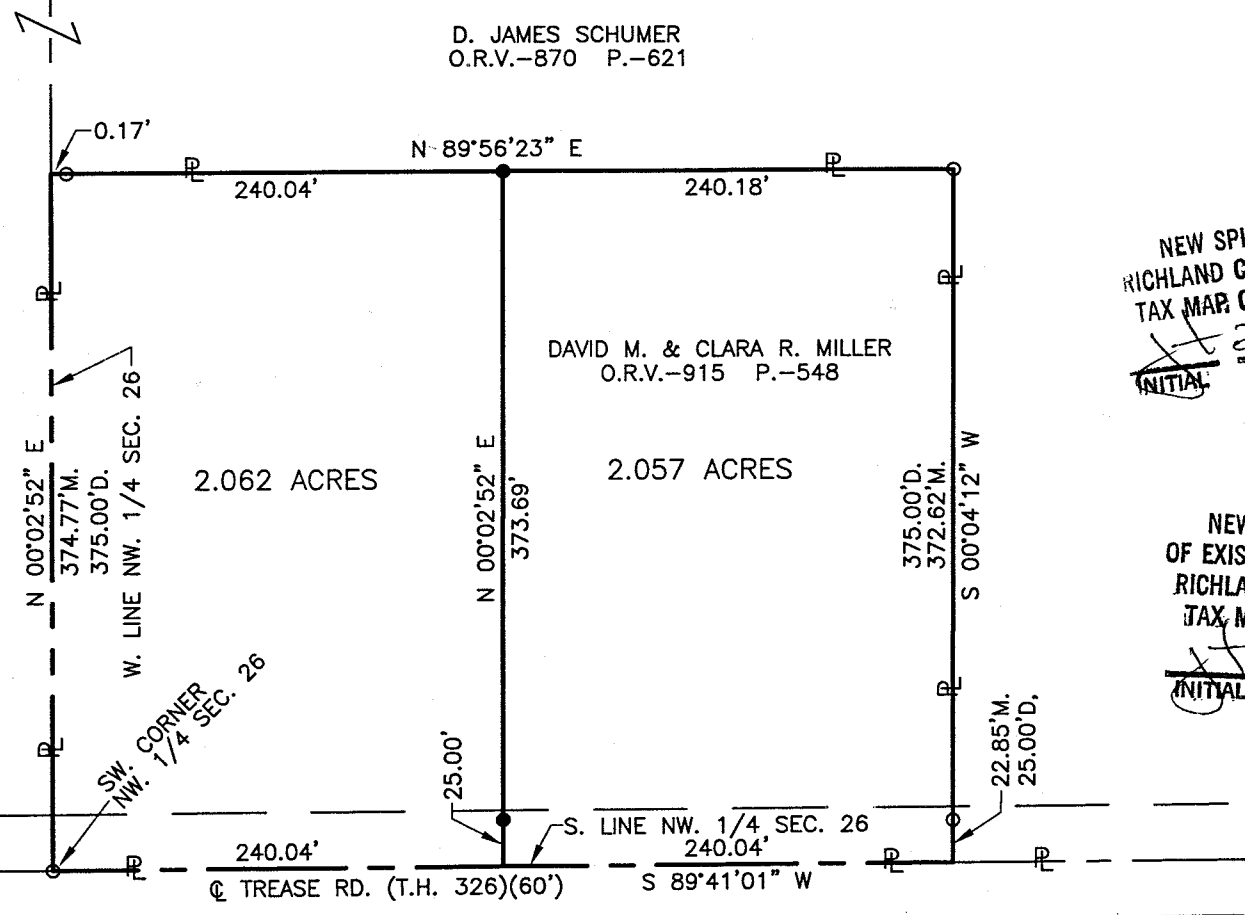 D. JAMES SCHUMER
O.R.V.-870 P.-621
0.17'
N 89°56'23" E
240.04'
240.18'
NEW SPI
RICHLAND C
TAX MAP
INITIAL
DAVID M. & CLARA R. MILLER
O.R.V.-915 P.-548
2.062 ACRES
2.057 ACRES
N 00°02'52" E
374.77'M.
375.00'D.
W. LINE NW. 1/4 SEC. 26
N 00°02'52" E
373.69'
375.00'D.
372.62'M.
S 00°04'12" W
NEW
OF EXIS
RICHLA
TAX M
INITIAL
SW. CORNER
NW. 1/4 SEC. 26
25.00'
22.85'M.
25.00'D,
S. LINE NW. 1/4 SEC. 26
240.04'
240.04'
℄ TREASE RD. (T.H. 326)(60')
S 89°41'01" W